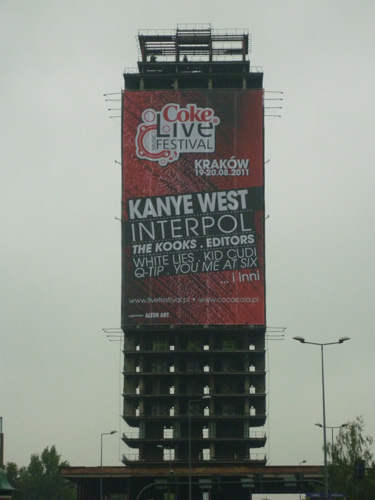 Coke
Live
FESTIVAL
KRAKÓW
19-20.08.2011
KANYE WEST
INTERPOL
THE KOOKS . EDITORS
WHITE LIES . KID CUDI
Q-TIP . YOU ME AT SIX
... i inni
www.livefestival.pl • www.cocacola.pl
ALTER ART